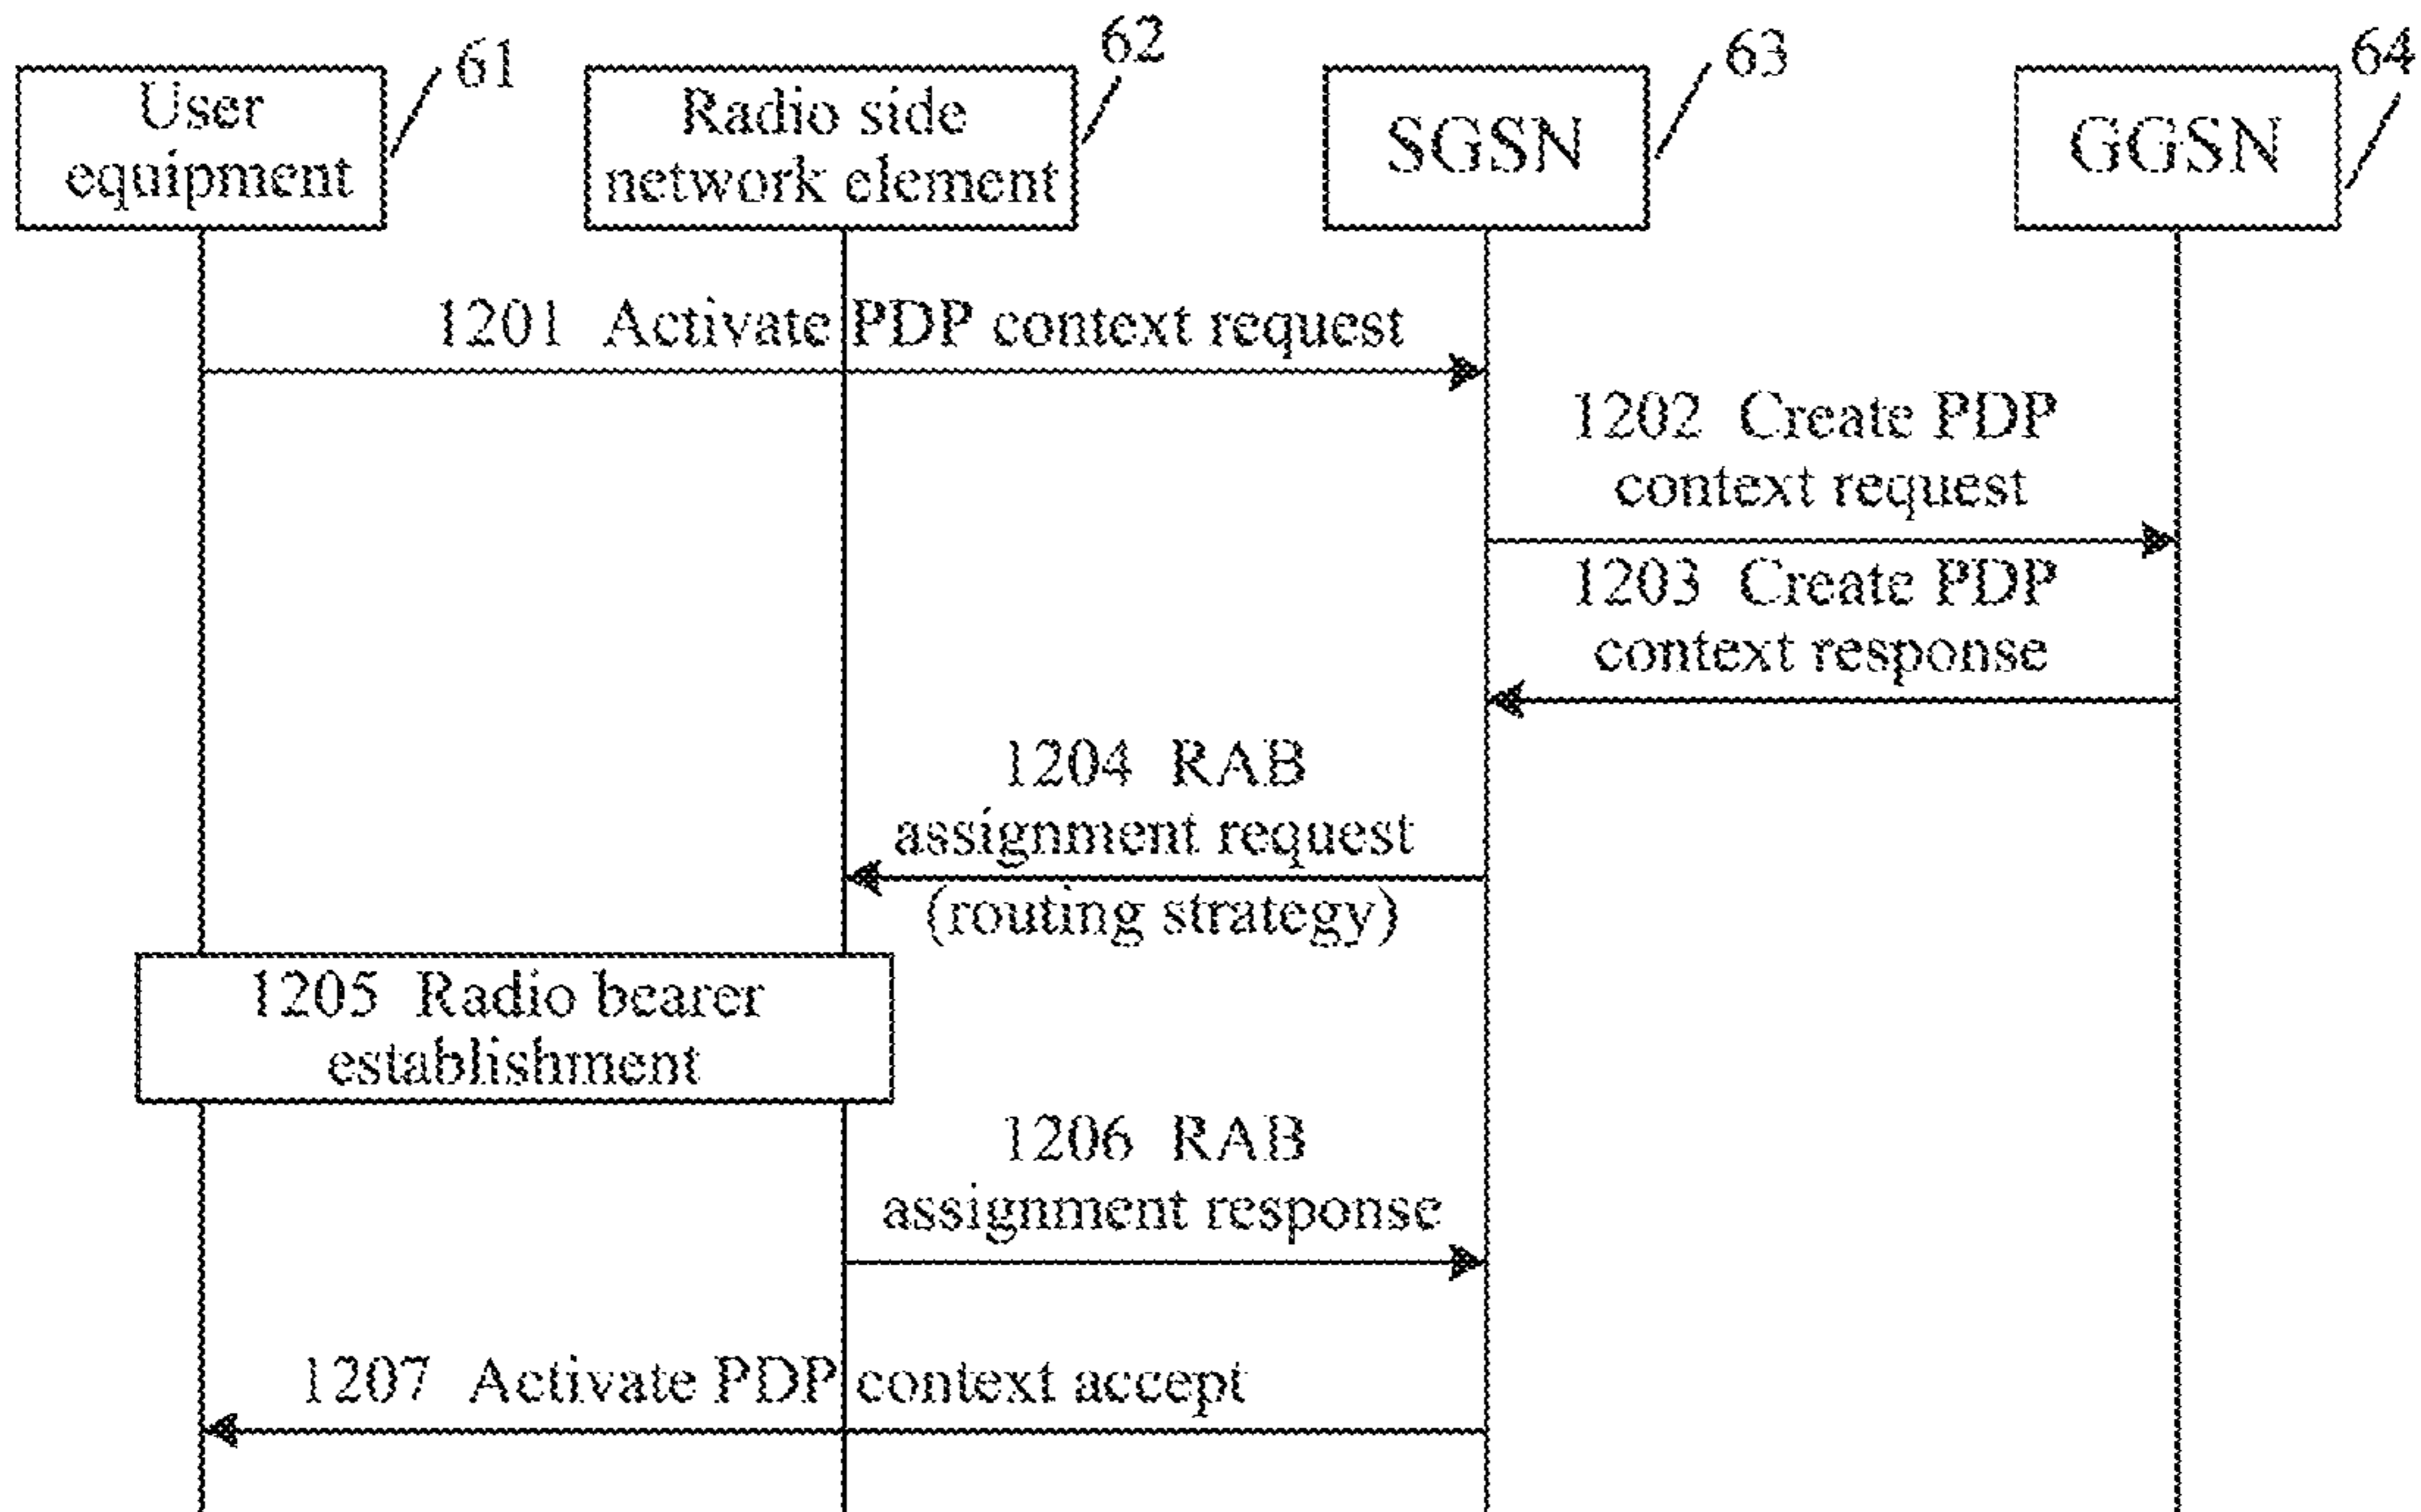 61
62
63
64
User
equipment
Radio side
network element
SGSN
GGSN
1201 Activate PDP context request
1202 Create PDP
context request
1203 Create PDP
context response
1204 RAB
assignment request
(routing strategy)
1205 Radio bearer
establishment
1206 RAB
assignment response
1207 Activate PDP context accept